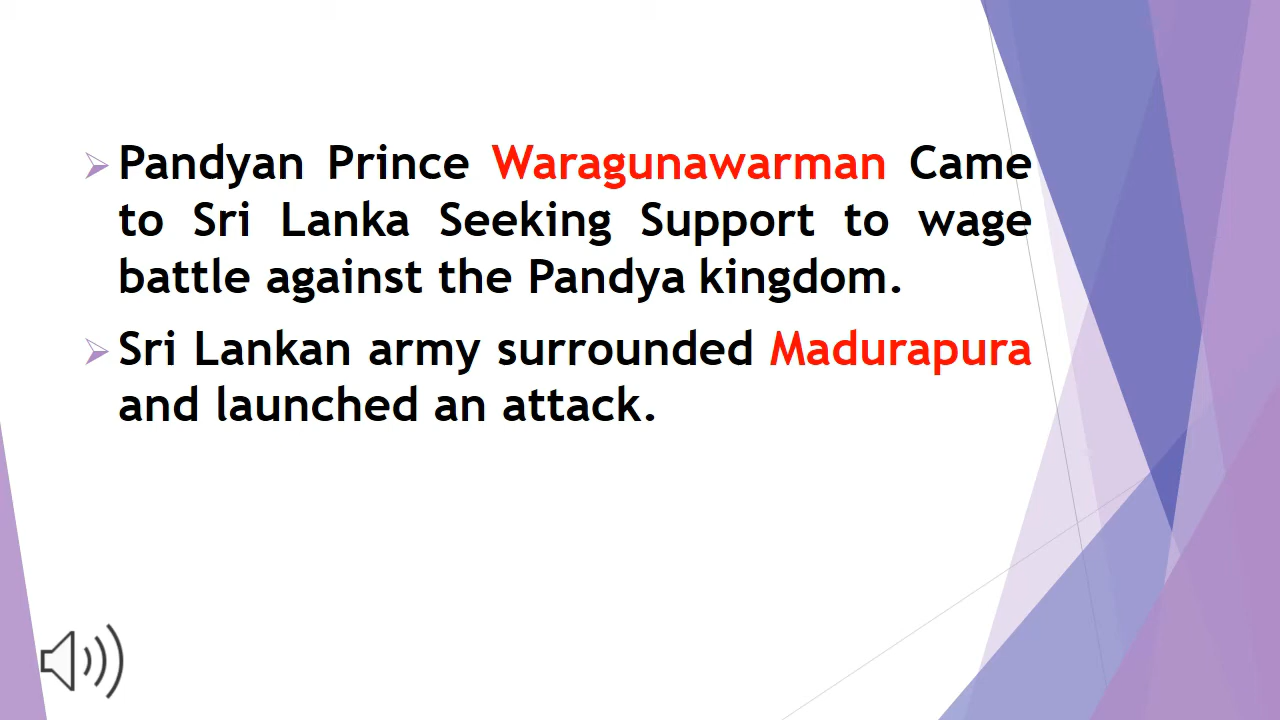 Pandyan Prince Waragunawarman Came
to Sri Lanka Seeking Support to wage
battle against the Pandya kingdom.
Sri Lankan army surrounded Madurapura
and launched an attack.